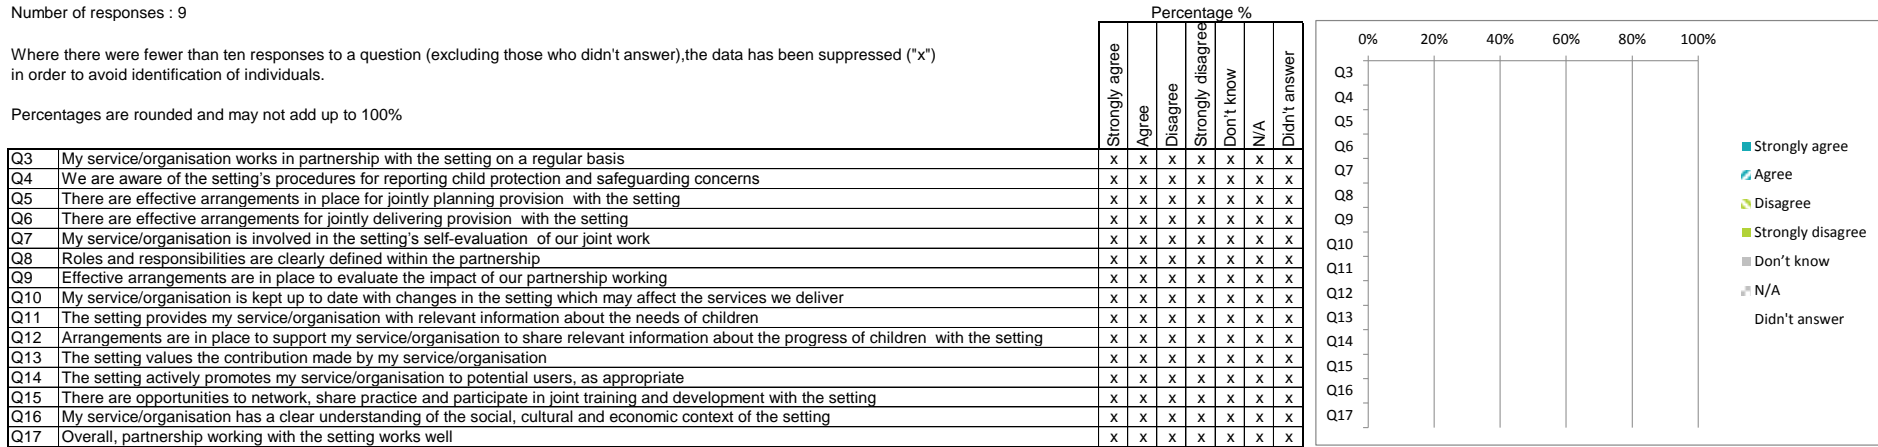 Number of responses : 9
Percentage %
Where there were fewer than ten responses to a question (excluding those who didn't answer),the data has been suppressed ("x")
in order to avoid identification of individuals.
Percentages are rounded and may not add up to 100%
Strongly agree
Agree
Disagree
Strongly disagree
Don't know
N/A
Didn't answer
Q3 My service/organisation works in partnership with the setting on a regular basis x x x x x x x
Q4 We are aware of the setting's procedures for reporting child protection and safeguarding concerns x x x x x x x
Q5 There are effective arrangements in place for jointly planning provision with the setting x x x x x x x
Q6 There are effective arrangements for jointly delivering provision with the setting x x x x x x x
Q7 My service/organisation is involved in the setting's self-evaluation of our joint work x x x x x x x
Q8 Roles and responsibilities are clearly defined within the partnership x x x x x x x
Q9 Effective arrangements are in place to evaluate the impact of our partnership working x x x x x x x
Q10 My service/organisation is kept up to date with changes in the setting which may affect the services we deliver x x x x x x x
Q11 The setting provides my service/organisation with relevant information about the needs of children x x x x x x x
Q12 Arrangements are in place to support my service/organisation to share relevant information about the progress of children with the setting x x x x x x x
Q13 The setting values the contribution made by my service/organisation x x x x x x x
Q14 The setting actively promotes my service/organisation to potential users, as appropriate x x x x x x x
Q15 There are opportunities to network, share practice and participate in joint training and development with the setting x x x x x x x
Q16 My service/organisation has a clear understanding of the social, cultural and economic context of the setting x x x x x x x
Q17 Overall, partnership working with the setting works well x x x x x x x
0% 20% 40% 60% 80% 100%
Q3
Q4
Q5
Q6
Q7
Q8
Q9
Q10
Q11
Q12
Q13
Q14
Q15
Q16
Q17
Strongly agree
Agree
Disagree
Strongly disagree
Don't know
N/A
Didn't answer